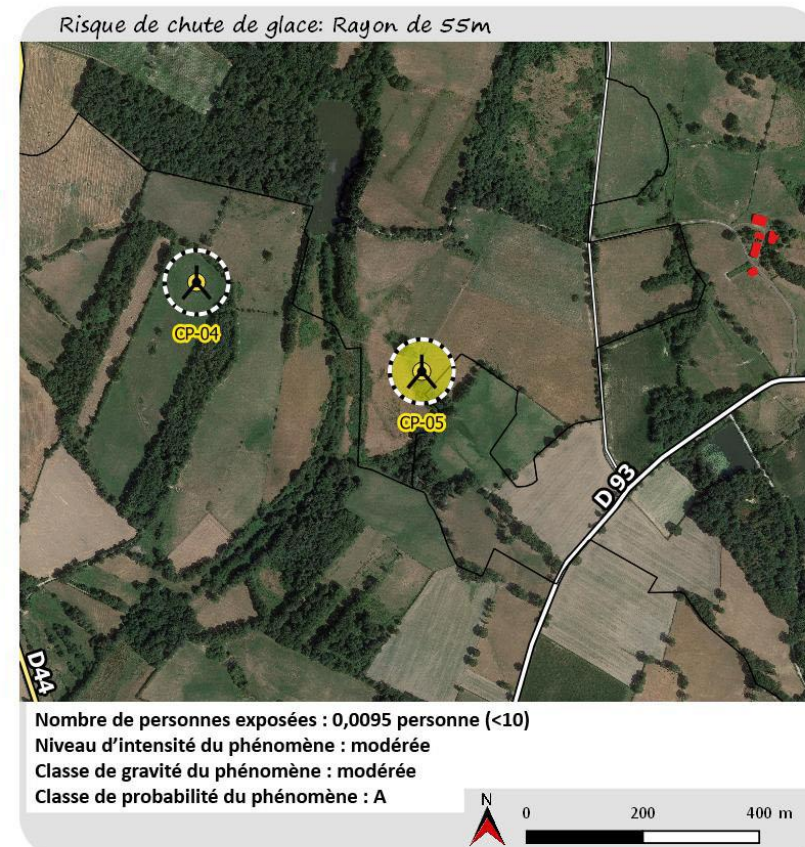 Risque de chute de glace: Rayon de 55m
CP-04
CP-05
D 93
D44
Nombre de personnes exposées : 0,0095 personne (<10)
Niveau d'intensité du phénomène : modérée
Classe de gravité du phénomène : modérée
Classe de probabilité du phénomène : A
N
0 200 400 m